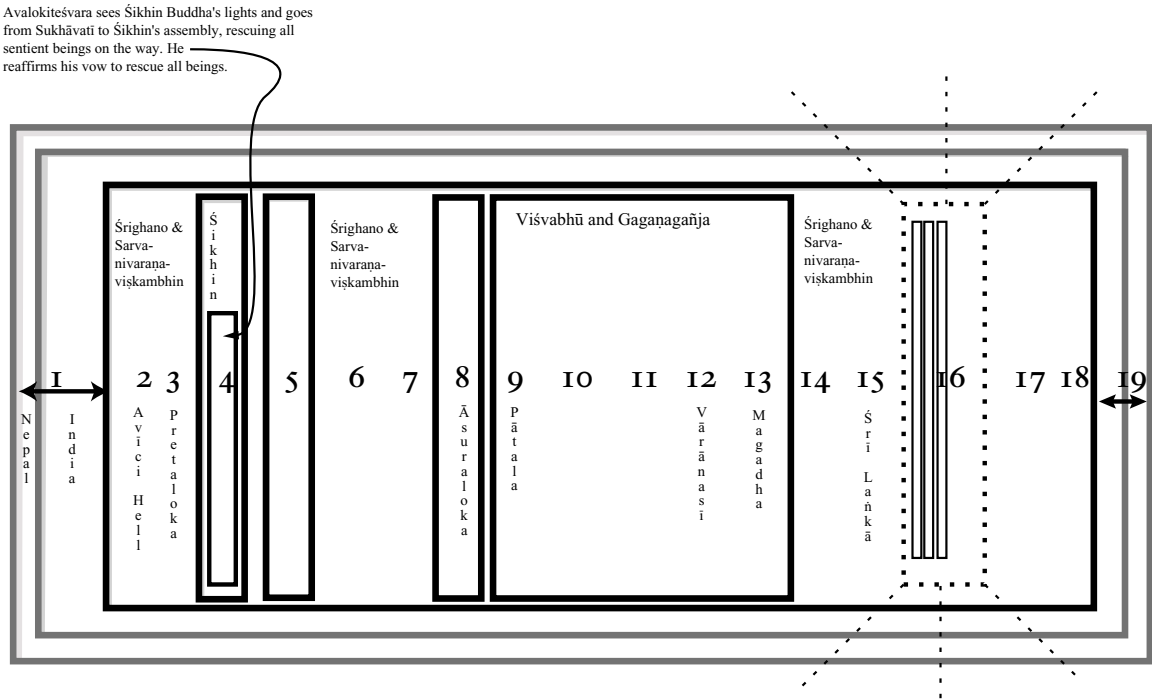 Avalokiteśvara sees Śikhin Buddha's lights and goes
from Sukhāvatī to Śikhin's assembly, rescuing all
sentient beings on the way. He
reaffirms his vow to rescue all beings.
Śrighano &
Sarva-
nivaraṇa-
viṣkambhin
Śikhin
Śrighano &
Sarva-
nivaraṇa-
viṣkambhin
Viśvabhū and Gagaṇagañja
Śrighano &
Sarva-
nivaraṇa-
viṣkambhin
1 2 3 4 5 6 7 8 9 10 11 12 13 14 15 16 17 18 19
Nepal
India
Avīci Hell
Pretaloka
Āsuraloka
Pātala
Vārānasī
Magadha
Śrī Laṅkā